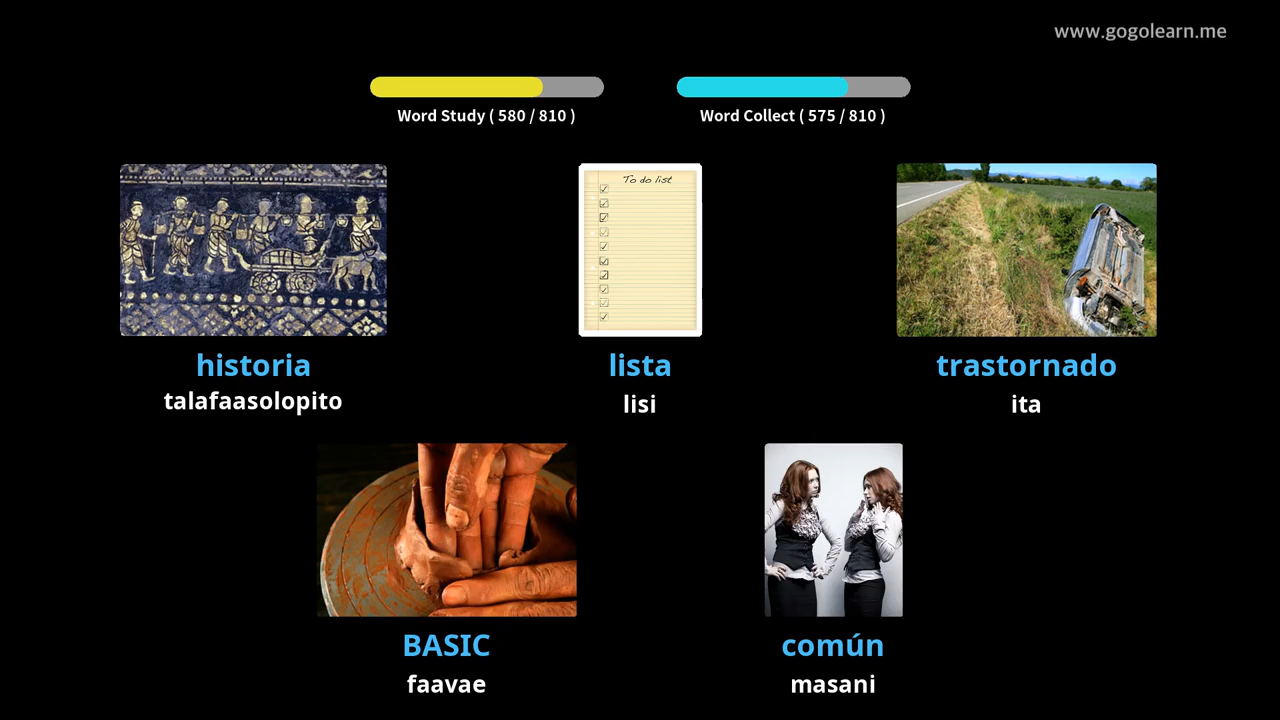 www.gogolearn.me
Word Study ( 580 / 810 )
Word Collect ( 575 / 810 )
To do list
historia
talafaasolopito
lista
lisi
trastornado
ita
BASIC
faavae
común
masani